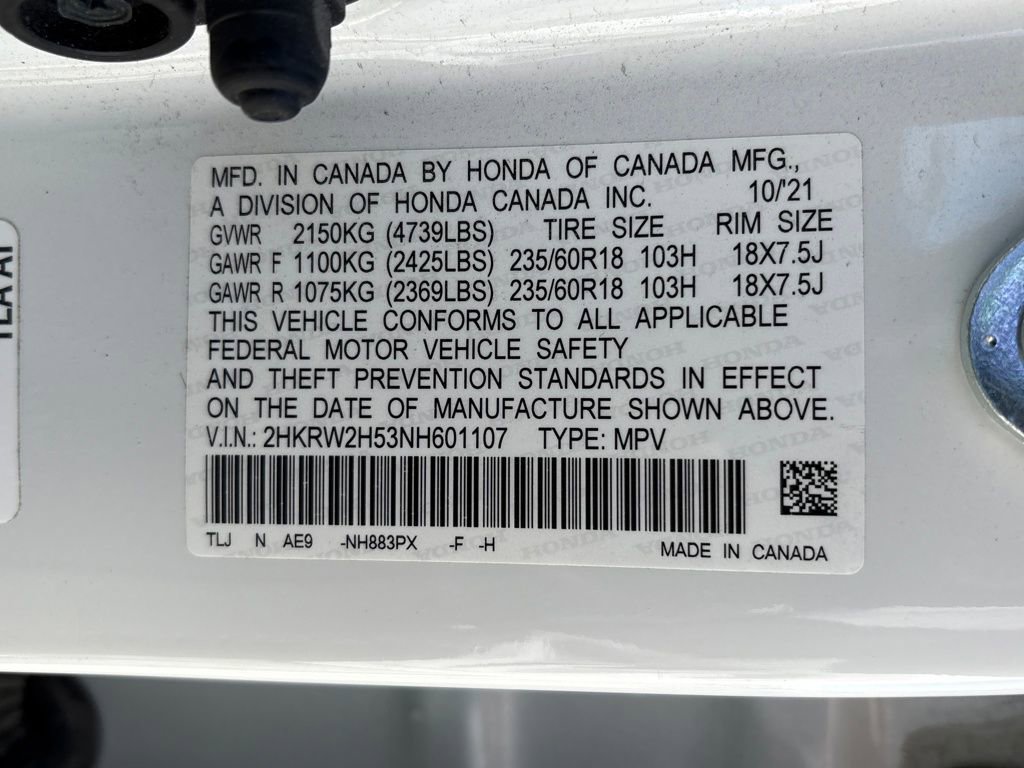 MFD. IN CANADA BY HONDA OF CANADA MFG.,
A DIVISION OF HONDA CANADA INC. 10/'21
GVWR 2150KG (4739LBS) TIRE SIZE RIM SIZE
GAWR F 1100KG (2425LBS) 235/60R18 103H 18X7.5J
GAWR R 1075KG (2369LBS) 235/60R18 103H 18X7.5J
THIS VEHICLE CONFORMS TO ALL APPLICABLE
FEDERAL MOTOR VEHICLE SAFETY
AND THEFT PREVENTION STANDARDS IN EFFECT
ON THE DATE OF MANUFACTURE SHOWN ABOVE.
V.I.N.: 2HKRW2H53NH601107 TYPE: MPV
TLJ N AE9 -NH883PX -F -H MADE IN CANADA